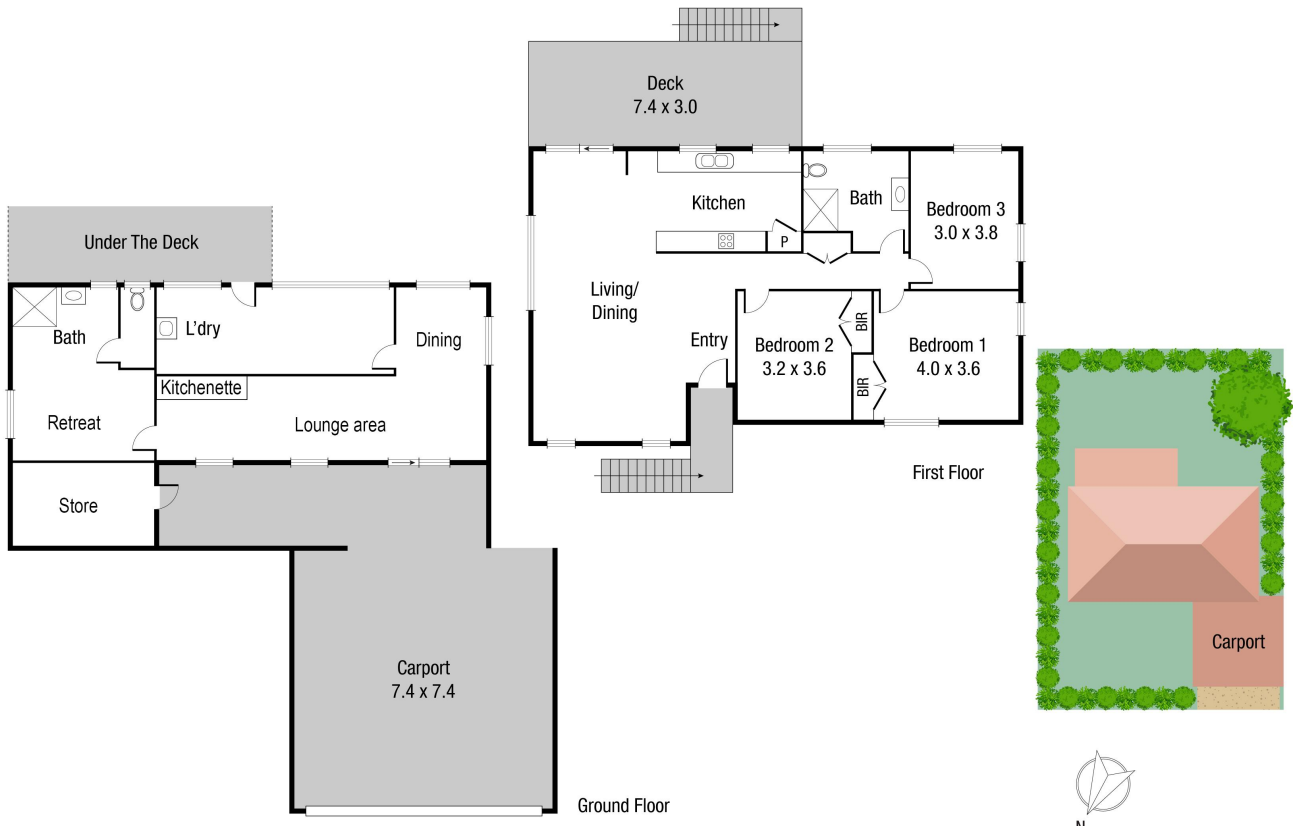 Deck
7.4 x 3.0
Kitchen
P
Bath
Bedroom 3
3.0 x 3.8
Living/
Dining
Entry
Bedroom 2
3.2 x 3.6
BIR
BIR
Bedroom 1
4.0 x 3.6
First Floor
Under The Deck
Bath
L'dry
Dining
Kitchenette
Retreat
Lounge area
Store
Carport
7.4 x 7.4
Ground Floor
Carport
N